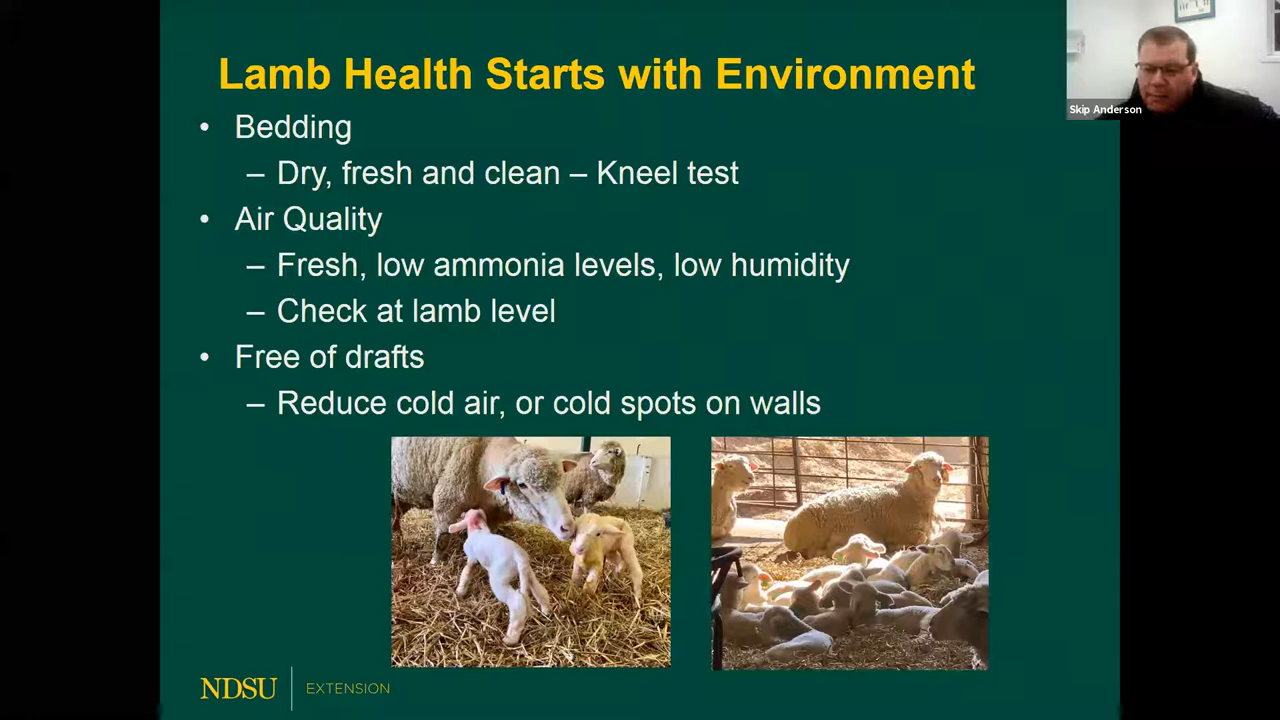 Lamb Health Starts with Environment
• Bedding
– Dry, fresh and clean – Kneel test
• Air Quality
– Fresh, low ammonia levels, low humidity
– Check at lamb level
• Free of drafts
– Reduce cold air, or cold spots on walls
NDSU EXTENSION
Skip Anderson